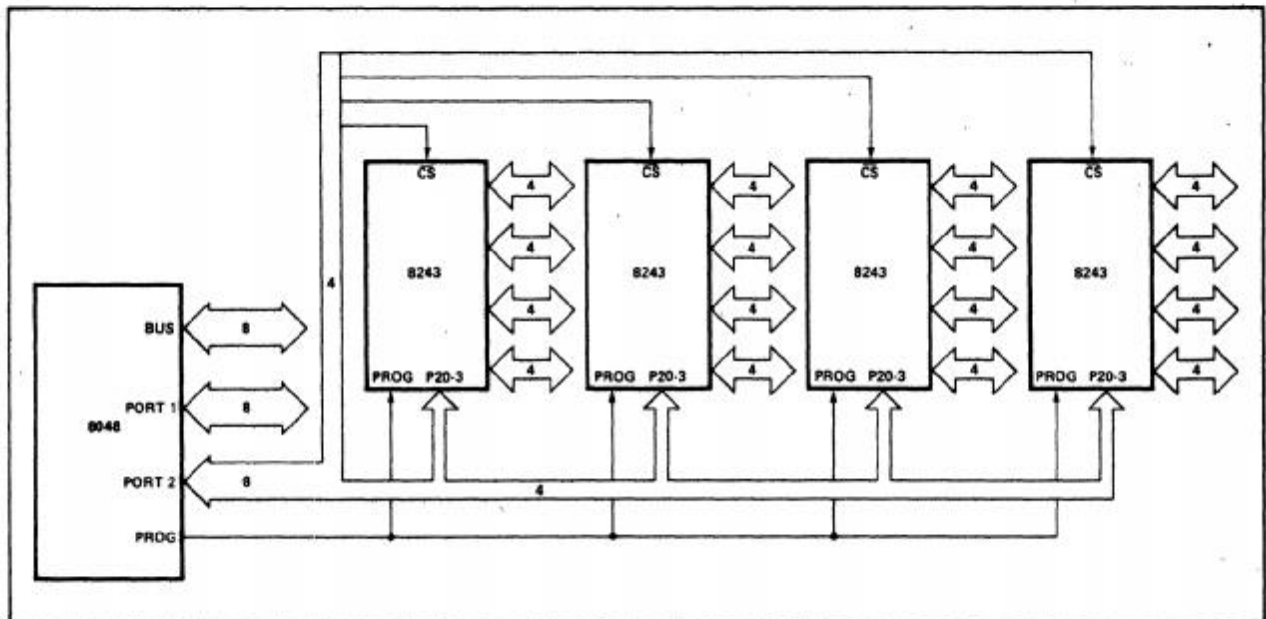 CS CS CS CS
4 4 4 4
4 4 4 4
8243 8243 8243 8243
4
BUS 8
4 4 4 4
4 4 4 4
PROG P20-3 PROG P20-3 PROG P20-3 PROG P20-3
PORT 1 8
8048
PORT 2 8
4
PROG